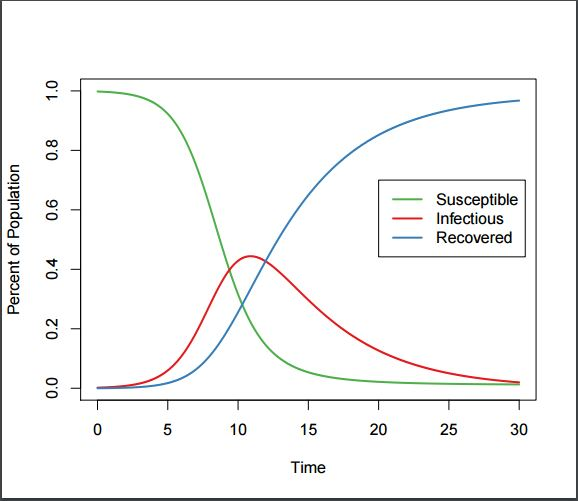 1.0
0.8
0.6
0.4
0.2
0.0
Percent of Population
Susceptible
Infectious
Recovered
0 5 10 15 20 25 30
Time